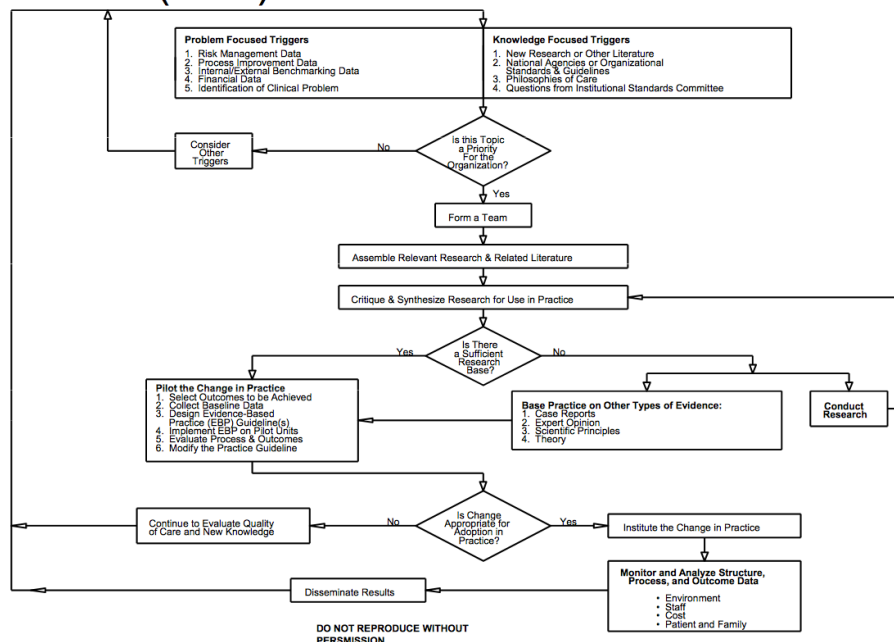 Problem Focused Triggers
1. Risk Management Data
2. Process Improvement Data
3. Internal/External Benchmarking Data
4. Financial Data
5. Identification of Clinical Problem
Knowledge Focused Triggers
1. New Research or Other Literature
2. National Agencies or Organizational
Standards & Guidelines
3. Philosophies of Care
4. Questions from Institutional Standards Committee
Consider
Other
Triggers
No
Is this Topic
a Priority
For the
Organization?
Yes
Form a Team
Assemble Relevant Research & Related Literature
Critique & Synthesize Research for Use in Practice
Yes
Is There
a Sufficient
Research
Base?
No
Pilot the Change in Practice
1. Select Outcomes to be Achieved
2. Collect Baseline Data
3. Design Evidence-Based
Practice (EBP) Guideline(s)
4. Implement EBP on Pilot Units
5. Evaluate Process & Outcomes
6. Modify the Practice Guideline
Base Practice on Other Types of Evidence:
1. Case Reports
2. Expert Opinion
3. Scientific Principles
4. Theory
Conduct
Research
Continue to Evaluate Quality
of Care and New Knowledge
No
Is Change
Appropriate for
Adoption in
Practice?
Yes
Institute the Change in Practice
Monitor and Analyze Structure,
Process, and Outcome Data
• Environment
• Staff
• Cost
• Patient and Family
Disseminate Results
DO NOT REPRODUCE WITHOUT
PERSMISSION